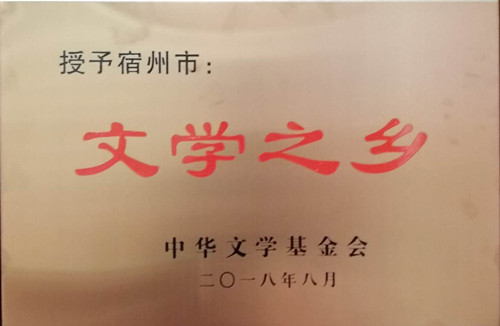 授予宿州市：
文学之乡
中华文学基金会
二〇一八年八月